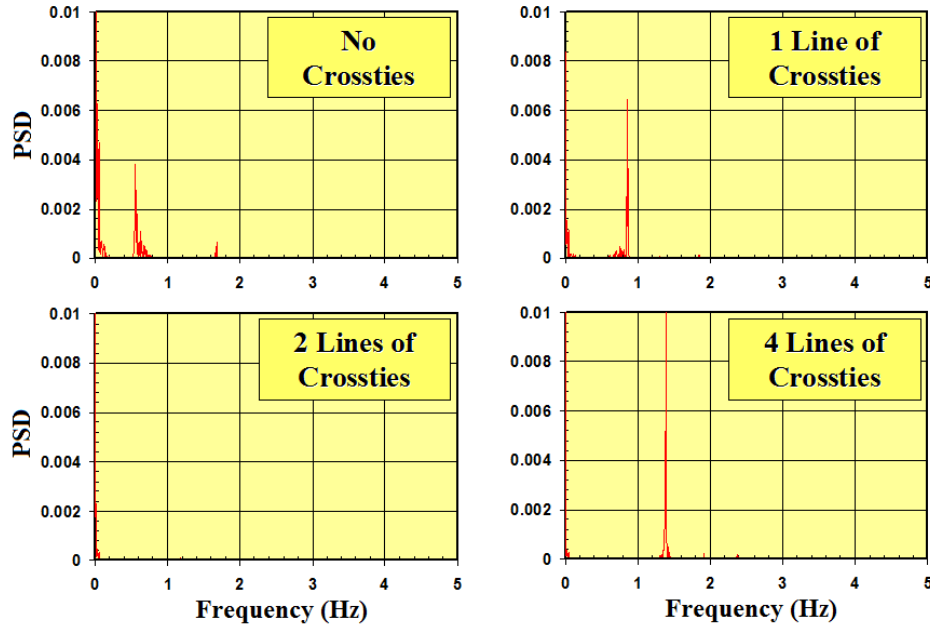 0.01
0.008
0.006
0.004
0.002
0
PSD
No
Crossties
0 1 2 3 4 5
0.01
0.008
0.006
0.004
0.002
0
1 Line of
Crossties
0 1 2 3 4 5
0.01
0.008
0.006
0.004
0.002
0
PSD
2 Lines of
Crossties
0 1 2 3 4 5
Frequency (Hz)
0.01
0.008
0.006
0.004
0.002
0
4 Lines of
Crossties
0 1 2 3 4 5
Frequency (Hz)